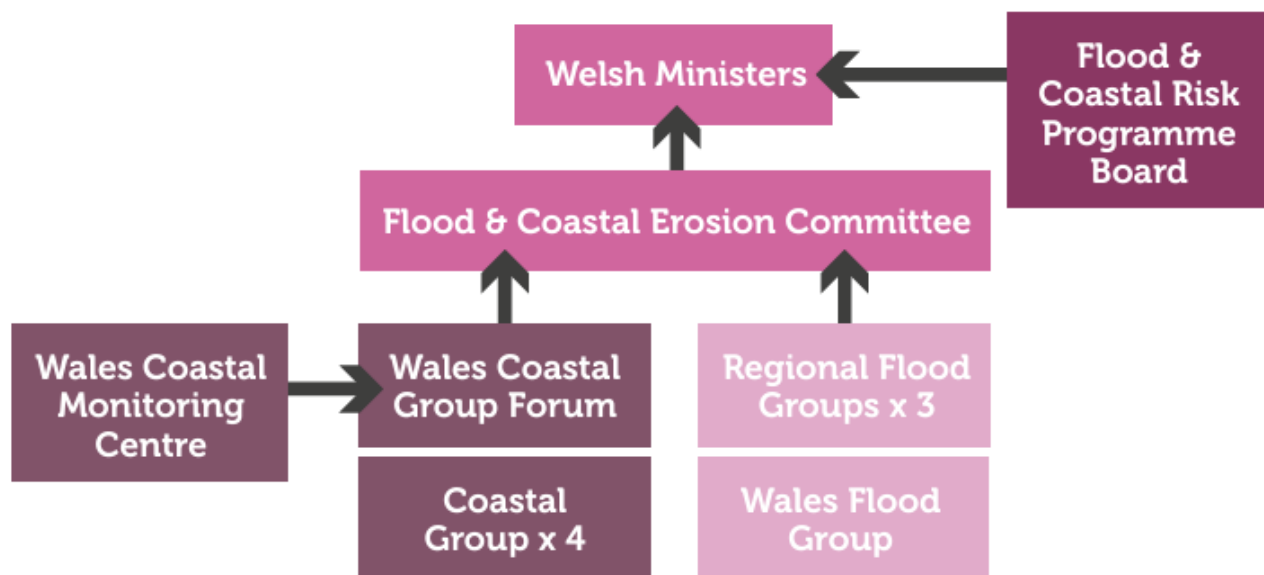 Welsh Ministers
Flood &
Coastal Risk
Programme
Board
Flood & Coastal Erosion Committee
Wales Coastal
Monitoring
Centre
Wales Coastal
Group Forum
Regional Flood
Groups x 3
Coastal
Group x 4
Wales Flood
Group